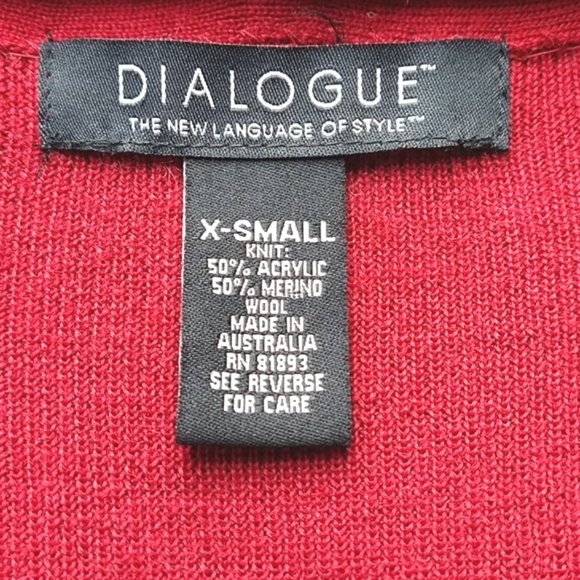 DIALOGUE™
THE NEW LANGUAGE OF STYLE™
X-SMALL
KNIT:
50% ACRYLIC
50% MERINO
WOOL
MADE IN
AUSTRALIA
RN 81893
SEE REVERSE
FOR CARE